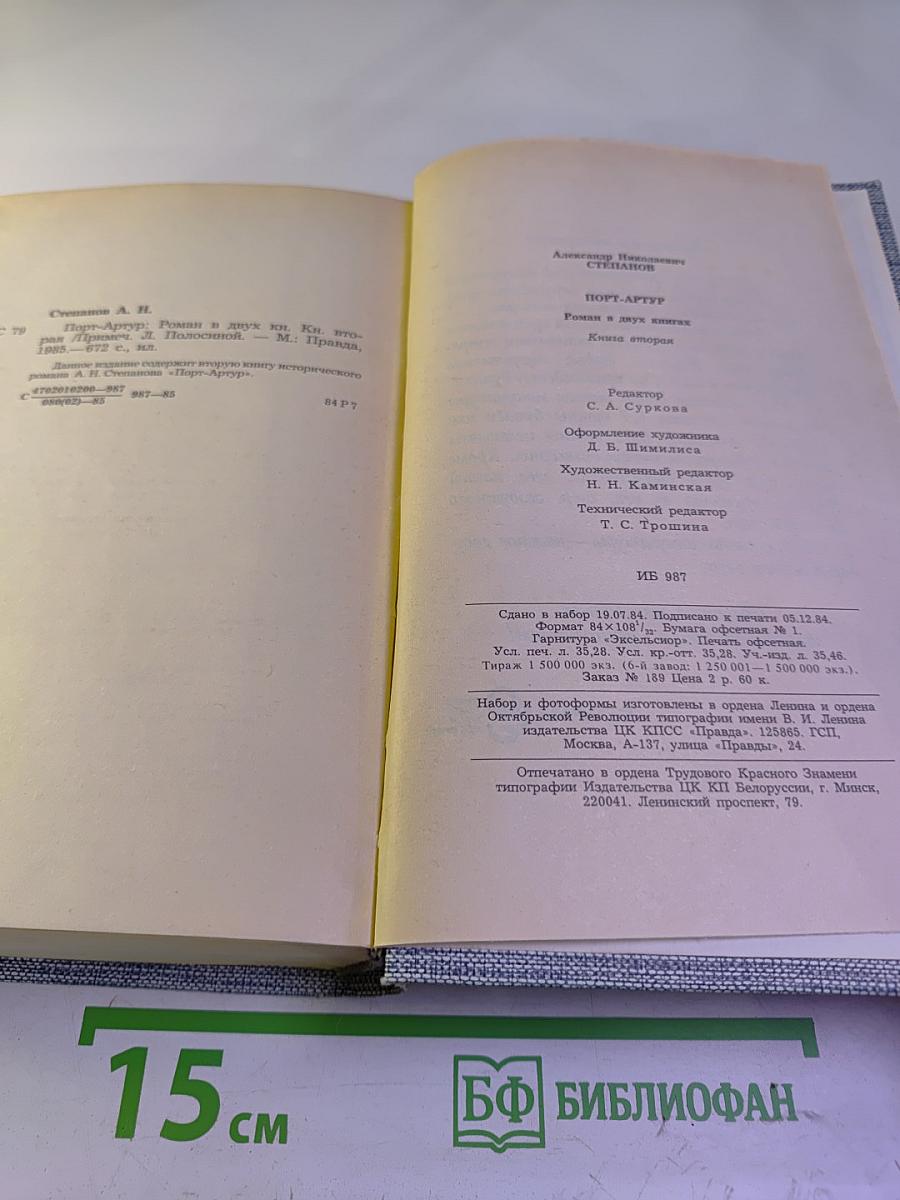 Степанов А. Н.
С 79 Порт-Артур: Роман в двух кн. Кн. вто-
рая /Примеч. Л. Полосиной. — М.: Правда,
1985.— 672 с., ил.
Данное издание содержит вторую книгу исторического
романа А. Н. Степанова «Порт-Артур».
С 4702010200—987
080(02)—85
987—85
84 Р 7
Александр Николаевич
СТЕПАНОВ
ПОРТ-АРТУР
Роман в двух книгах
Книга вторая
Редактор
С. А. Суркова
Оформление художника
Д. Б. Шимилиса
Художественный редактор
Н. Н. Каминская
Технический редактор
Т. С. Трошина
ИБ 987
Сдано в набор 19.07.84. Подписано к печати 05.12.84.
Формат 84×108¹/₃₂. Бумага офсетная № 1.
Гарнитура «Эксельсиор». Печать офсетная.
Усл. печ. л. 35,28. Усл. кр.-отт. 35,28. Уч.-изд. л. 35,46.
Тираж 1 500 000 экз. (6-й завод: 1 250 001—1 500 000 экз.).
Заказ № 189 Цена 2 р. 60 к.
Набор и фотоформы изготовлены в ордена Ленина и ордена
Октябрьской Революции типографии имени В. И. Ленина
издательства ЦК КПСС «Правда». 125865. ГСП,
Москва, А-137, улица «Правды», 24.
Отпечатано в ордена Трудового Красного Знамени
типографии Издательства ЦК КП Белоруссии, г. Минск,
220041. Ленинский проспект, 79.
15 см
БФ БИБЛИОФАН